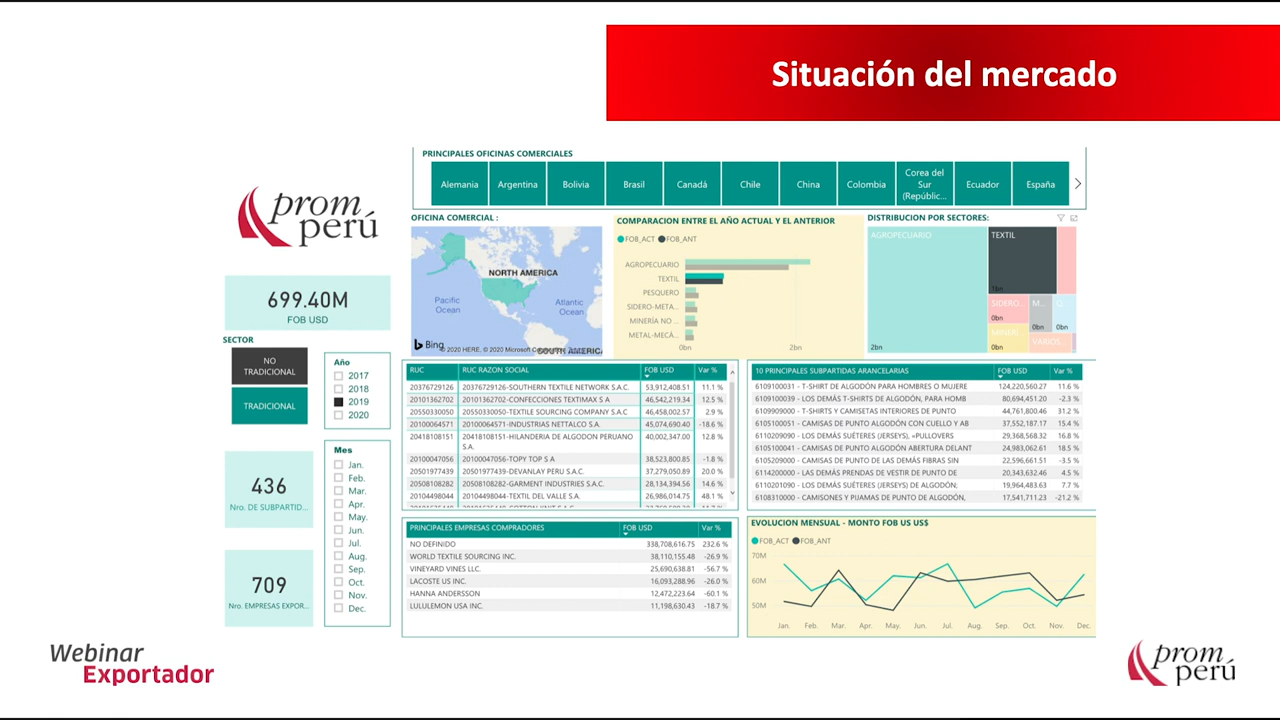 Situación del mercado
PRINCIPALES OFICINAS COMERCIALES
Alemania Argentina Bolivia Brasil Canadá Chile China Colombia Corea del Sur (Repúblic... Ecuador España
prom
perú
699.40M
FOB USD
SECTOR
NO TRADICIONAL
TRADICIONAL
Año
2017
2018
2019
2020
436
Nro. DE SUBPARTID...
709
Nro. EMPRESAS EXPOR...
Mes
Jan.
Feb.
Mar.
Apr.
May.
Jun.
Jul.
Aug.
Sep.
Oct.
Nov.
Dec.
OFICINA COMERCIAL :
NORTH AMERICA
Pacific Ocean
Atlantic Ocean
Bing
© 2020 HERE, © 2020 Microsoft
SOUTH AMERICA
COMPARACION ENTRE EL AÑO ACTUAL Y EL ANTERIOR
FOB_ACT FOB_ANT
AGROPECUARIO
TEXTIL
PESQUERO
SIDERO-META...
MINERÍA NO ...
METAL-MECÁ...
0bn 2bn
DISTRIBUCION POR SECTORES:
AGROPECUARIO
2bn
TEXTIL
1bn
SIDERO...
0bn
M...
0bn
0bn
0bn
VARIOS...
RUC RUC RAZON SOCIAL FOB USD Var %
20376729126 20376729126-SOUTHERN TEXTILE NETWORK S.A.C. 53,912,408.51 11.1 %
20101362702 20101362702-CONFECCIONES TEXTIMAX S A 46,542,219.34 12.5 %
20550330050 20550330050-TEXTILE SOURCING COMPANY S.A.C 46,458,002.57 2.9 %
20100064571 20100064571-INDUSTRIAS NETTALCO S.A. 45,074,690.40 -18.6 %
20418108151 20418108151-HILANDERIA DE ALGODON PERUANO S.A. 40,002,347.00 12.8 %
20100047056 20100047056-TOPY TOP S A 38,523,800.85 -1.8 %
20501977439 20501977439-DEVANLAY PERU S.A.C. 37,279,050.89 20.0 %
20508108282 20508108282-GARMENT INDUSTRIES S.A.C. 28,134,394.56 14.6 %
20104498044 20104498044-TEXTIL DEL VALLE S.A. 26,986,014.75 48.1 %
10 PRINCIPALES SUBPARTIDAS ARANCELARIAS FOB USD Var %
6109100031 - T-SHIRT DE ALGODÓN PARA HOMBRES O MUJERE 124,220,560.27 11.6 %
6109100039 - LOS DEMÁS T-SHIRTS DE ALGODÓN, PARA HOMB 80,694,451.20 -2.3 %
6109909000 - T-SHIRTS Y CAMISETAS INTERIORES DE PUNTO 44,761,800.46 31.2 %
6105100051 - CAMISAS DE PUNTO ALGODÓN CON CUELLO Y AB 37,552,187.17 15.4 %
6110209090 - LOS DEMÁS SUÉTERES (JERSEYS), «PULLOVERS 29,368,568.32 16.8 %
6105100041 - CAMISAS DE PUNTO ALGODÓN ABERTURA DELANT 24,983,062.61 18.5 %
6105209000 - CAMISAS DE PUNTO DE LAS DEMÁS FIBRAS SIN 22,596,661.51 -3.5 %
6114200000 - LAS DEMÁS PRENDAS DE VESTIR DE PUNTO DE 20,343,632.46 4.5 %
6110201090 - LOS DEMÁS SUÉTERES (JERSEYS) DE ALGODÓN; 19,964,483.63 7.7 %
6108310000 - CAMISONES Y PIJAMAS DE PUNTO DE ALGODÓN, 17,541,711.23 -21.2 %
PRINCIPALES EMPRESAS COMPRADORES FOB USD Var %
NO DEFINIDO 338,708,616.75 232.6 %
WORLD TEXTILE SOURCING INC. 38,110,155.48 -26.9 %
VINEYARD VINES LLC. 25,690,638.81 -56.7 %
LACOSTE US INC. 16,093,288.96 -26.0 %
HANNA ANDERSSON 12,472,223.64 -60.1 %
LULULEMON USA INC. 11,198,630.43 -18.7 %
EVOLUCION MENSUAL - MONTO FOB US US$
FOB_ACT FOB_ANT
70M
60M
50M
Jan. Feb. Mar. Apr. May. Jun. Jul. Aug. Sep. Oct. Nov. Dec.
Webinar
Exportador
prom
perú